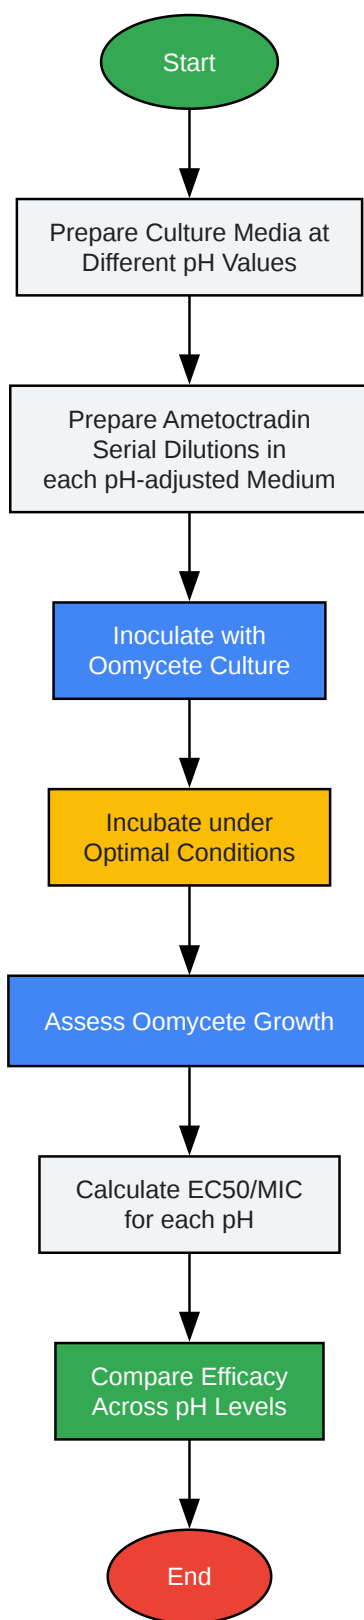 Start
Prepare Culture Media at
Different pH Values
Prepare Ametoctradin
Serial Dilutions in
each pH-adjusted Medium
Inoculate with
Oomycete Culture
Incubate under
Optimal Conditions
Assess Oomycete Growth
Calculate EC50/MIC
for each pH
Compare Efficacy
Across pH Levels
End